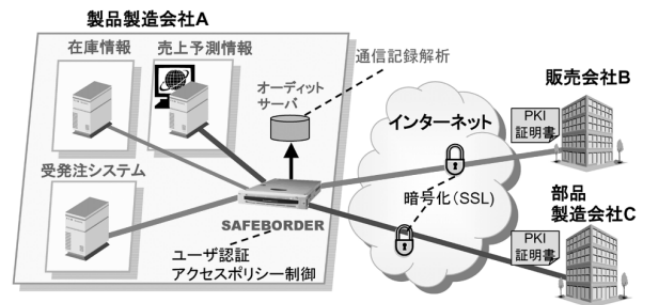 製品製造会社A
在庫情報
売上予測情報
通信記録解析
オーディット
サーバ
受発注システム
SAFEBORDER
ユーザ認証
アクセスポリシー制御
インターネット
暗号化(SSL)
販売会社B
PKI
証明書
部品
製造会社C
PKI
証明書